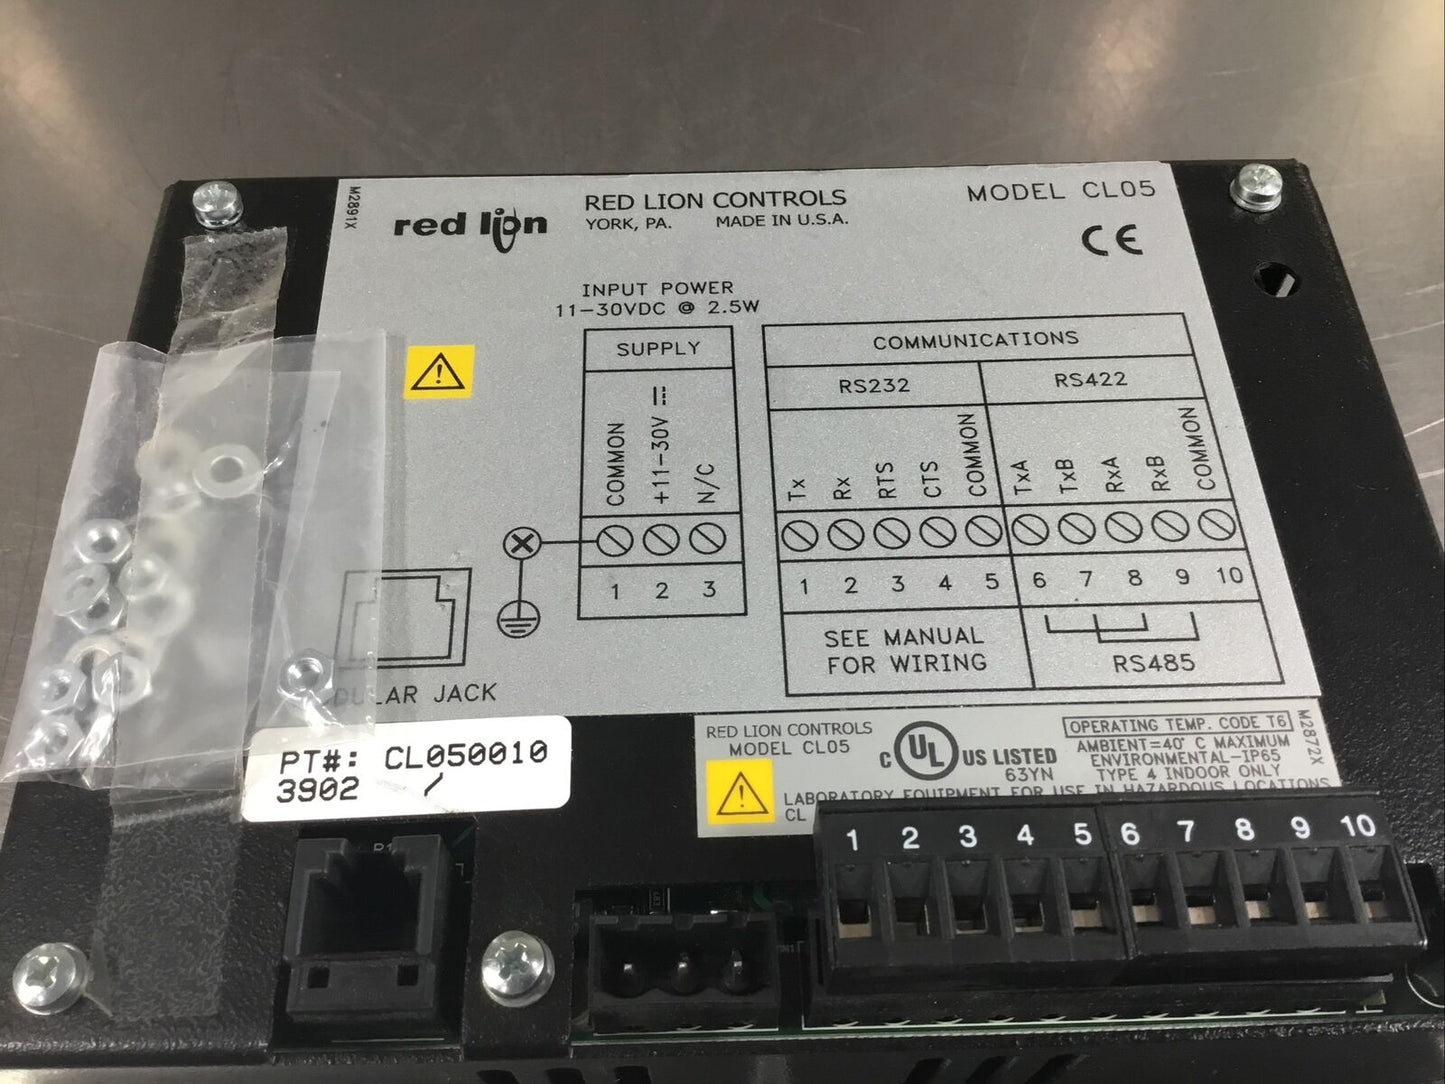 M2891X
red lion
RED LION CONTROLS
YORK, PA. MADE IN U.S.A.
MODEL CL05
CE
INPUT POWER
11-30VDC @ 2.5W
SUPPLY
COMMON
+11-30V
N/C
1 2 3
COMMUNICATIONS
RS232 RS422
Tx Rx RTS CTS COMMON TxA TxB RxA RxB COMMON
1 2 3 4 5 6 7 8 9 10
SEE MANUAL
FOR WIRING
RS485
DULAR JACK
PT#: CL050010
3902 /
RED LION CONTROLS
MODEL CL05
C UL US LISTED
63YN
OPERATING TEMP. CODE T6
AMBIENT=40° C MAXIMUM
ENVIRONMENTAL-IP65
TYPE 4 INDOOR ONLY
M2872X
LABORATORY EQUIPMENT FOR USE IN HAZARDOUS LOCATIONS
CL
1 2 3 4 5 6 7 8 9 10